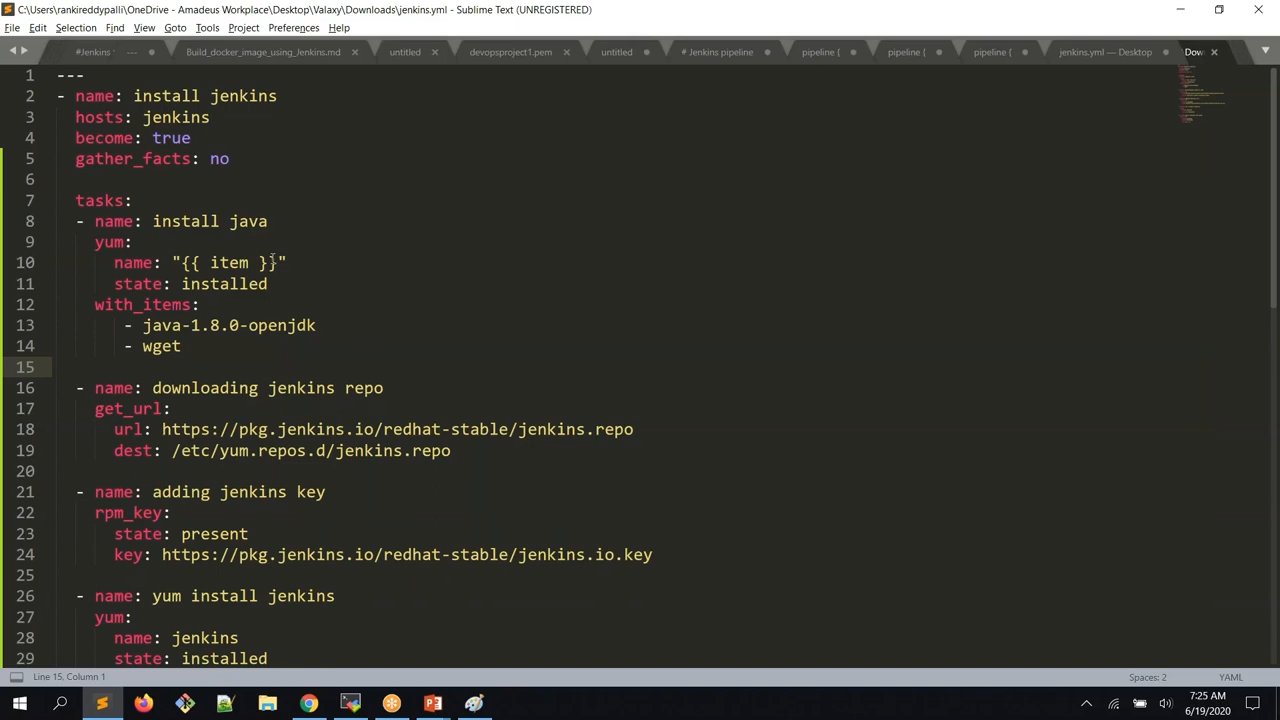 C:\Users\rankireddypalli\OneDrive - Amadeus Workplace\Desktop\Valaxy\Downloads\jenkins.yml - Sublime Text (UNREGISTERED)
File Edit Selection Find View Goto Tools Project Preferences Help
#Jenkins Build_docker_image_using_Jenkins.md untitled devopsproject1.pem untitled # Jenkins pipeline pipeline { pipeline { pipeline { jenkins.yml — Desktop Dow
1 ---
2 - name: install jenkins
3 hosts: jenkins
4 become: true
5 gather_facts: no
6
7 tasks:
8 - name: install java
9 yum:
10 name: "{{ item }}"
11 state: installed
12 with_items:
13 - java-1.8.0-openjdk
14 - wget
15
16 - name: downloading jenkins repo
17 get_url:
18 url: https://pkg.jenkins.io/redhat-stable/jenkins.repo
19 dest: /etc/yum.repos.d/jenkins.repo
20
21 - name: adding jenkins key
22 rpm_key:
23 state: present
24 key: https://pkg.jenkins.io/redhat-stable/jenkins.io.key
25
26 - name: yum install jenkins
27 yum:
28 name: jenkins
29 state: installed
Line 15, Column 1 Spaces: 2 YAML
7:25 AM
6/19/2020